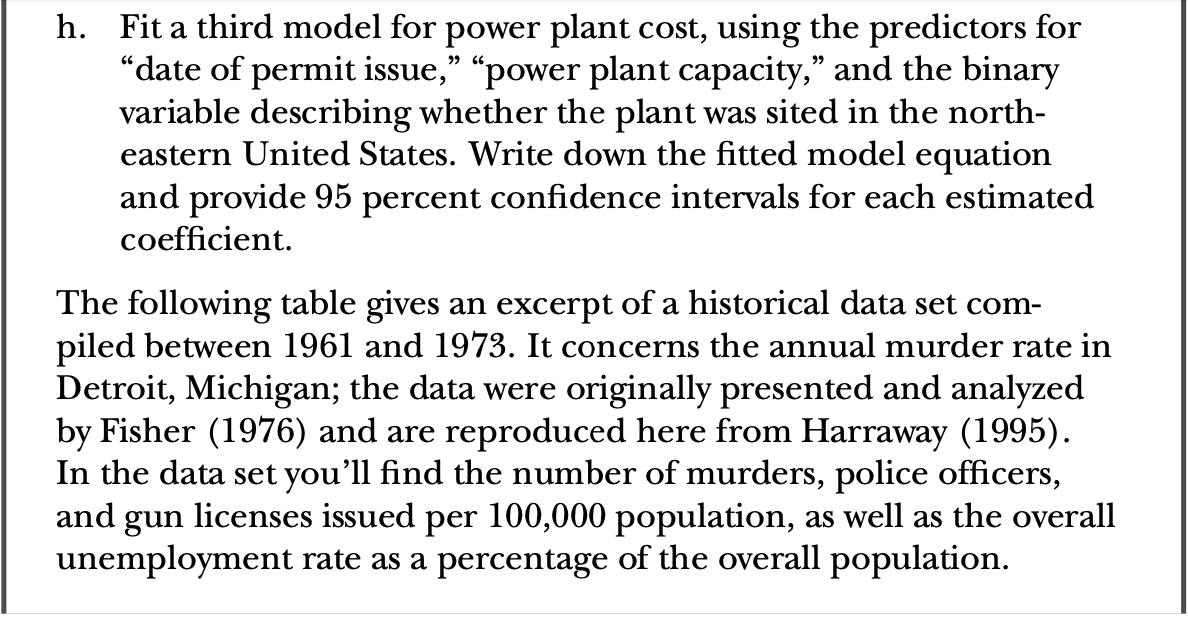 h. Fit a third model for power plant cost, using the predictors for
“date of permit issue,” “power plant capacity,” and the binary
variable describing whether the plant was sited in the north-
eastern United States. Write down the fitted model equation
and provide 95 percent confidence intervals for each estimated
coefficient.
The following table gives an excerpt of a historical data set com-
piled between 1961 and 1973. It concerns the annual murder rate in
Detroit, Michigan; the data were originally presented and analyzed
by Fisher (1976) and are reproduced here from Harraway (1995).
In the data set you’ll find the number of murders, police officers,
and gun licenses issued per 100,000 population, as well as the overall
unemployment rate as a percentage of the overall population.